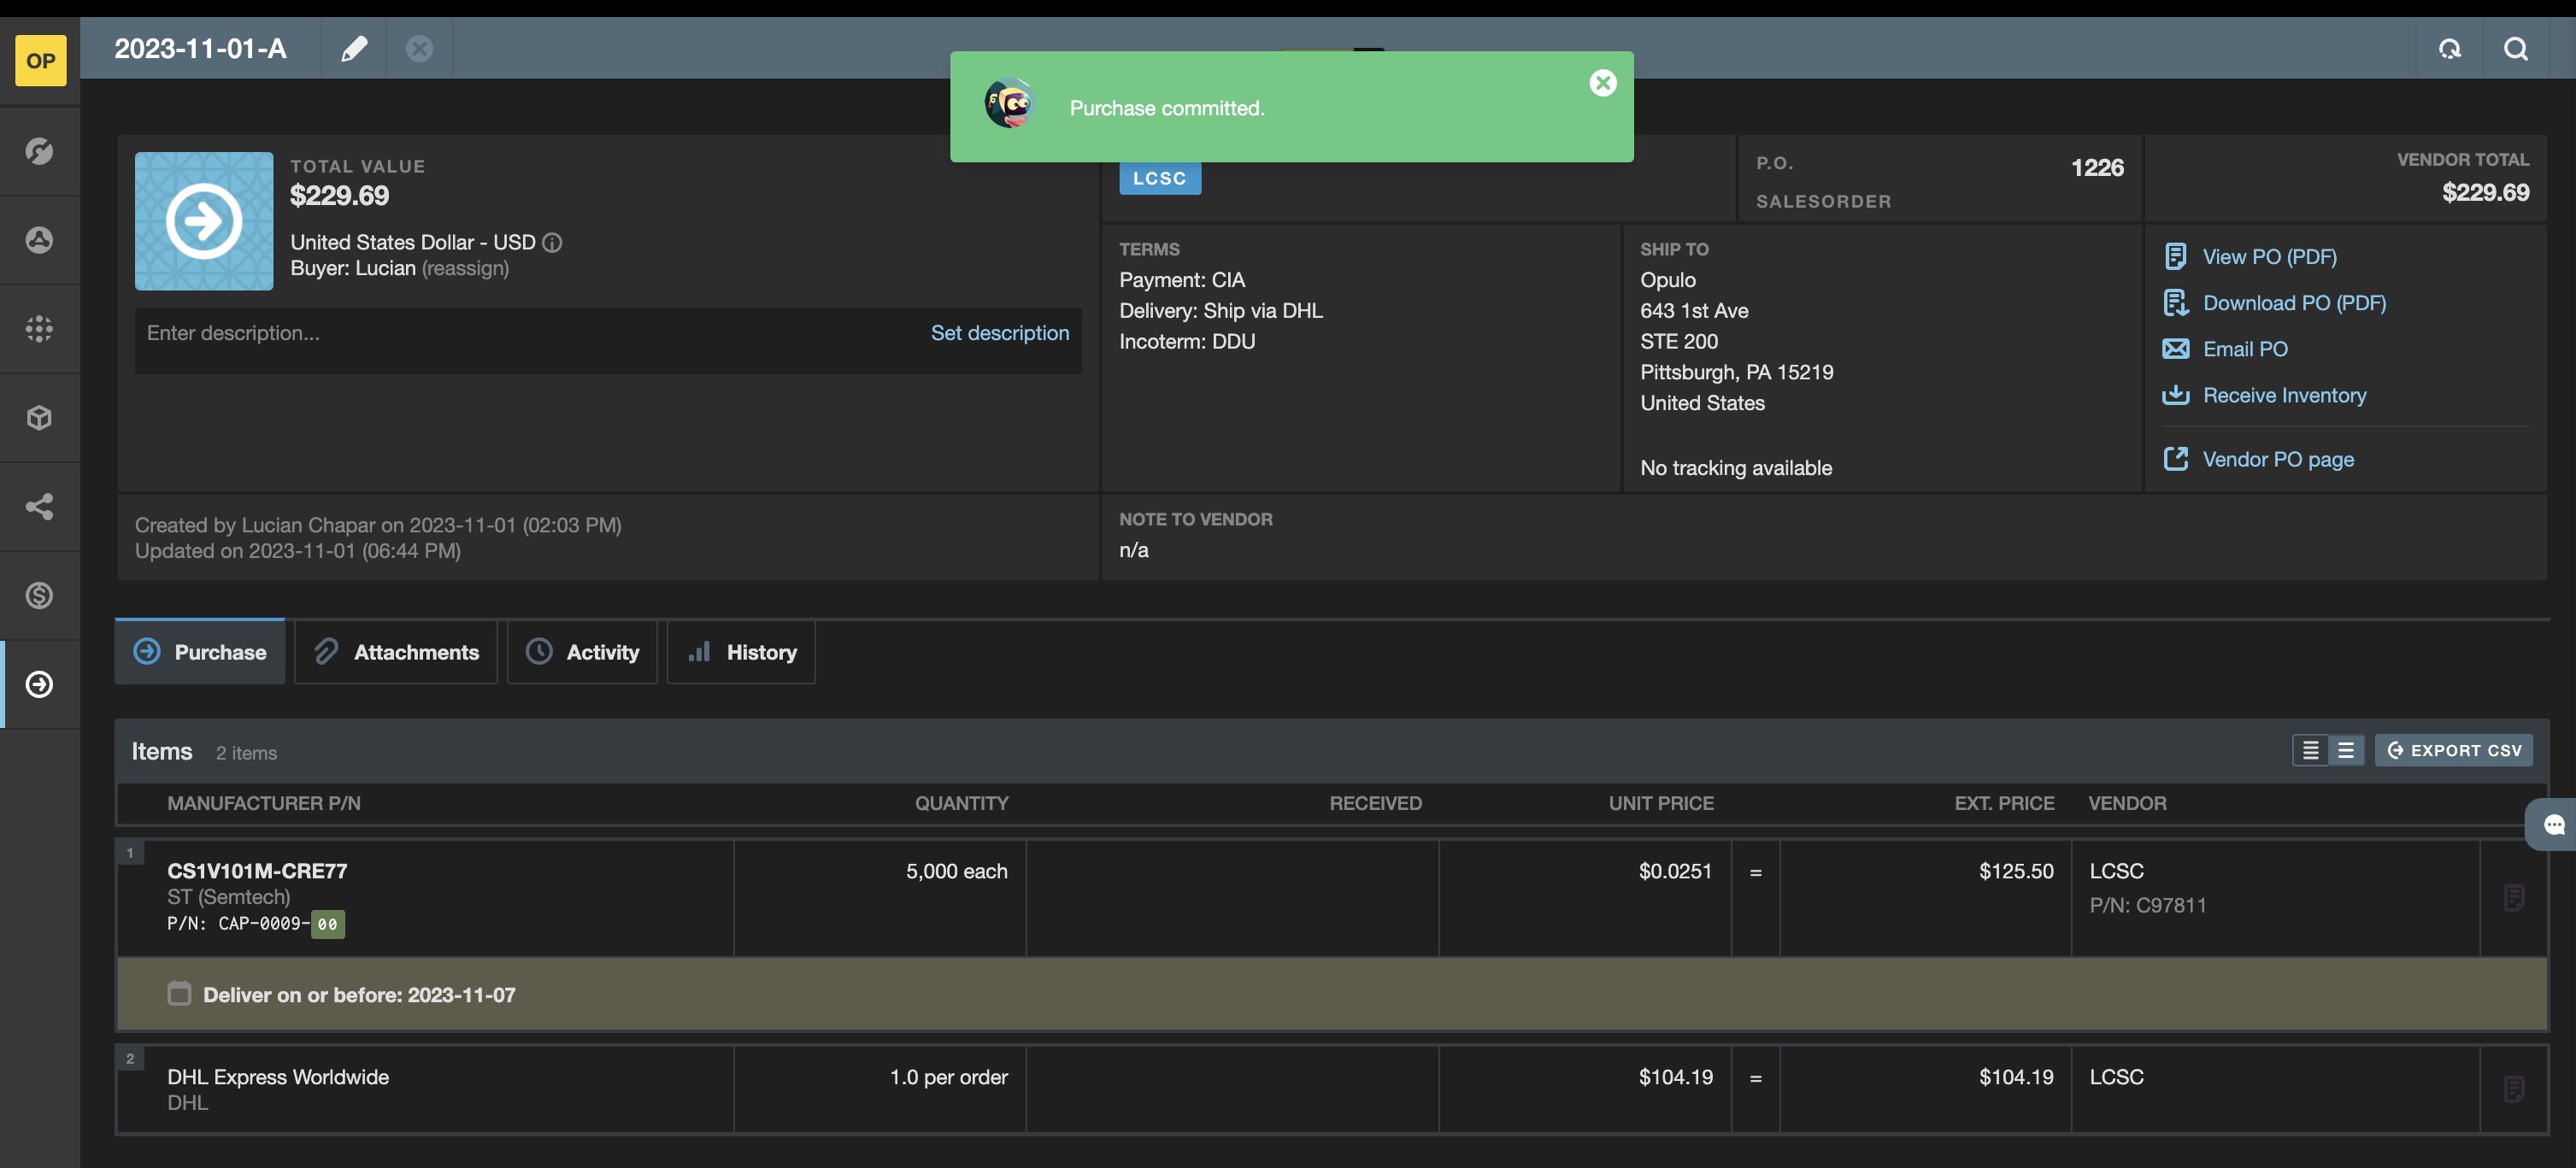 OP
2023-11-01-A
Purchase committed.
TOTAL VALUE
$229.69
United States Dollar - USD
Buyer: Lucian (reassign)
Enter description...
Set description
Created by Lucian Chapar on 2023-11-01 (02:03 PM)
Updated on 2023-11-01 (06:44 PM)
LCSC
P.O.
1226
SALESORDER
VENDOR TOTAL
$229.69
TERMS
Payment: CIA
Delivery: Ship via DHL
Incoterm: DDU
SHIP TO
Opulo
643 1st Ave
STE 200
Pittsburgh, PA 15219
United States
No tracking available
View PO (PDF)
Download PO (PDF)
Email PO
Receive Inventory
Vendor PO page
NOTE TO VENDOR
n/a
Purchase
Attachments
Activity
History
Items 2 items
EXPORT CSV
MANUFACTURER P/N QUANTITY RECEIVED UNIT PRICE EXT. PRICE VENDOR
1
CS1V101M-CRE77 5,000 each $0.0251 = $125.50 LCSC
ST (Semtech) P/N: C97811
P/N: CAP-0009-00
Deliver on or before: 2023-11-07
2
DHL Express Worldwide 1.0 per order $104.19 = $104.19 LCSC
DHL